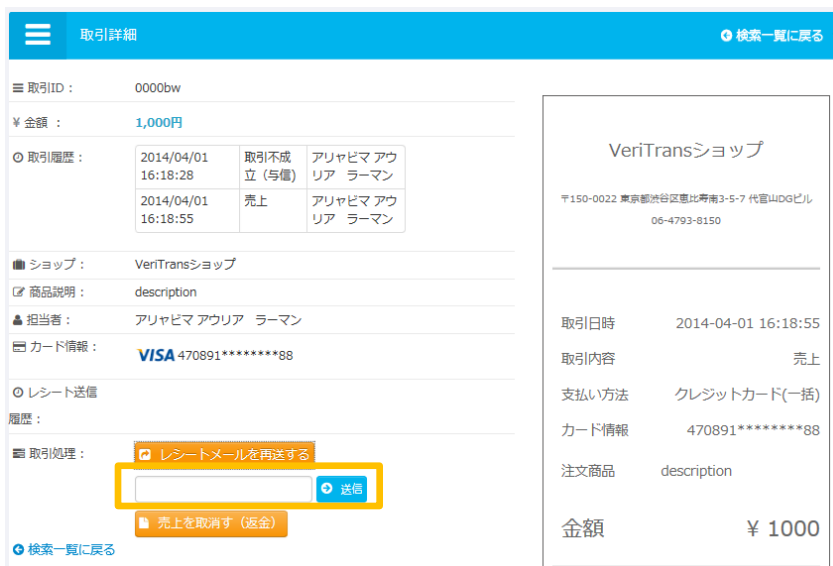 取引詳細
検索一覧に戻る
取引ID :
0000bw
¥ 金額 :
1,000円
取引履歴 :
2014/04/01
16:18:28
取引不成
立（与信)
アリャビマ アウ
リア　ラーマン
2014/04/01
16:18:55
売上
アリャビマ アウ
リア　ラーマン
ショップ :
VeriTransショップ
商品説明 :
description
担当者 :
アリャビマ アウリア　ラーマン
カード情報 :
VISA 470891********88
レシート送信
履歴 :
取引処理 :
レシートメールを再送する
送信
売上を取消す（返金）
検索一覧に戻る
VeriTransショップ
〒150-0022 東京都渋谷区恵比寿南3-5-7 代官山DGビル
06-4793-8150
取引日時 2014-04-01 16:18:55
取引内容 売上
支払い方法 クレジットカード(一括)
カード情報 470891********88
注文商品 description
金額 ¥ 1000